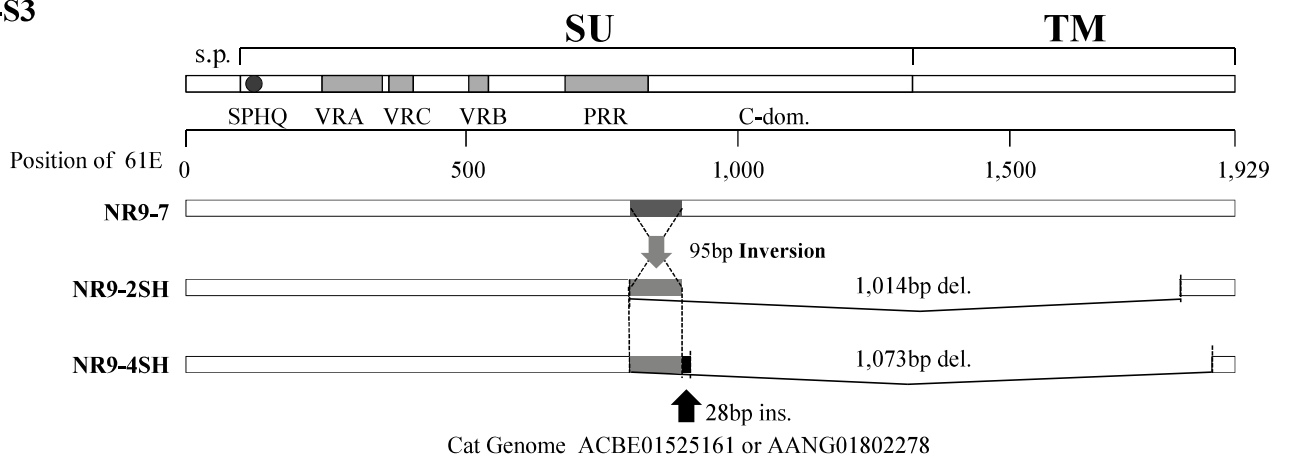 -S3
SU TM
s.p.
SPHQ VRA VRC VRB PRR C-dom.
Position of 61E 0 500 1,000 1,500 1,929
NR9-7
95bp Inversion
NR9-2SH 1,014bp del.
NR9-4SH 1,073bp del.
28bp ins.
Cat Genome ACBE01525161 or AANG01802278